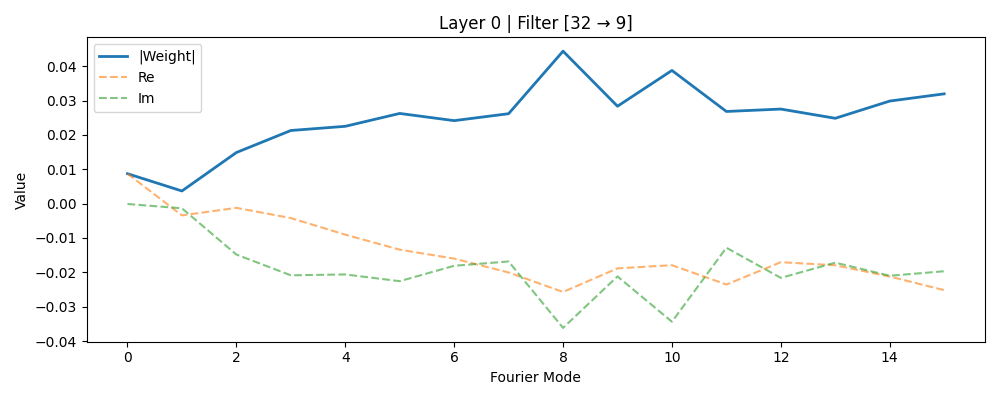 Layer 0 | Filter [32 → 9]
|Weight|
Re
Im
0.04
0.03
0.02
0.01
0.00
−0.01
−0.02
−0.03
−0.04
Value
0 2 4 6 8 10 12 14
Fourier Mode